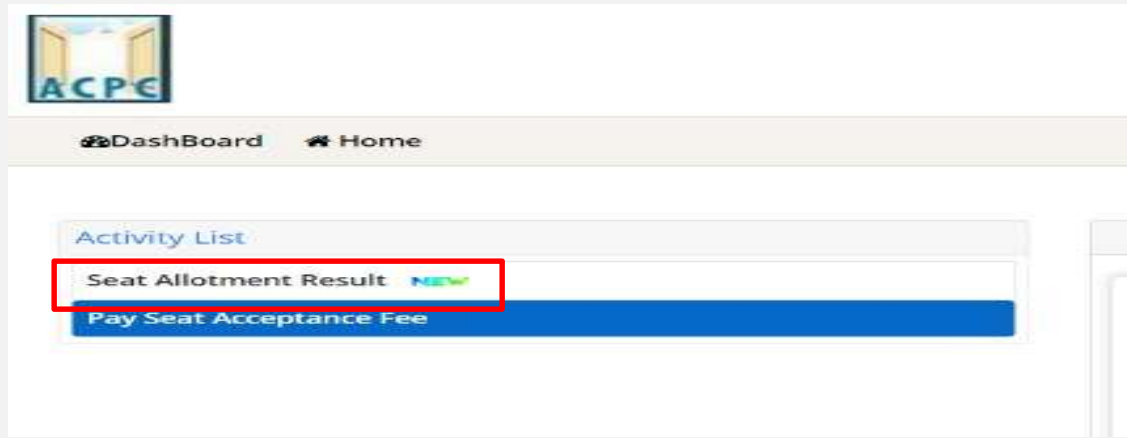 ACPC
DashBoard Home
Activity List
Seat Allotment Result NEW
Pay Seat Acceptance Fee